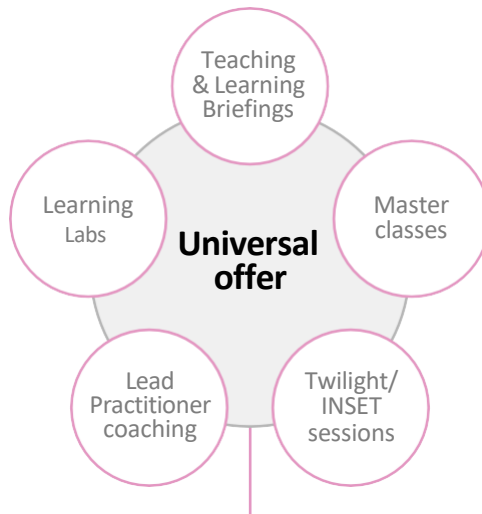 Teaching
& Learning
Briefings
Learning
Labs
Master
classes
Universal
offer
Lead
Practitioner
coaching
Twilight/
INSET
sessions